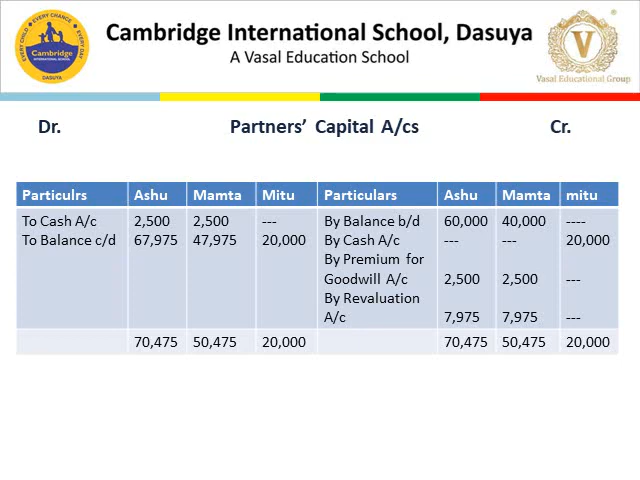 Cambridge International School, Dasuya
A Vasal Education School
EVERY CHILD • EVERY CHANCE • EVERY DAY
Cambridge
INTERNATIONAL SCHOOL
DASUYA
V
Vasal Educational Group
Dr. Partners' Capital A/cs Cr.
Particulrs Ashu Mamta Mitu Particulars Ashu Mamta mitu
To Cash A/c 2,500 2,500 --- By Balance b/d 60,000 40,000 ----
To Balance c/d 67,975 47,975 20,000 By Cash A/c --- --- 20,000
By Premium for
Goodwill A/c 2,500 2,500 ---
By Revaluation
A/c 7,975 7,975 ---
70,475 50,475 20,000 70,475 50,475 20,000